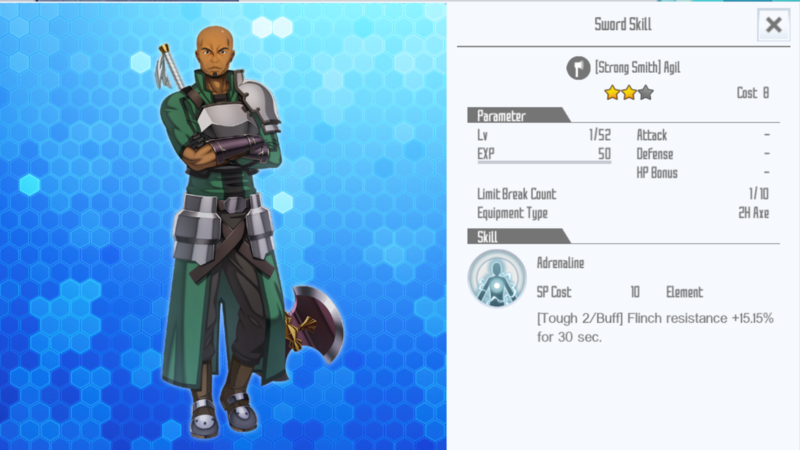 Sword Skill
[Strong Smith] Agil
Cost 8
Parameter
Lv 1/52 Attack -
EXP 50 Defense -
HP Bonus -
Limit Break Count 1/10
Equipment Type 2H Axe
Skill
Adrenaline
SP Cost 10 Element
[Tough 2/Buff] Flinch resistance +15.15%
for 30 sec.